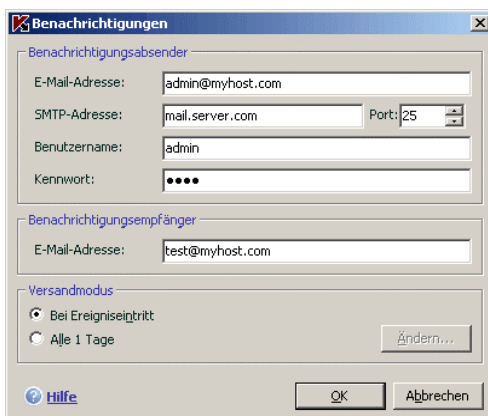 Benachrichtigungen
Benachrichtigungsabsender
E-Mail-Adresse: admin@myhost.com
SMTP-Adresse: mail.server.com Port: 25
Benutzername: admin
Kennwort: ●●●●
Benachrichtigungsempfänger
E-Mail-Adresse: test@myhost.com
Versandmodus
Bei Ereigniseintritt
Alle 1 Tage
Ändern...
Hilfe OK Abbrechen